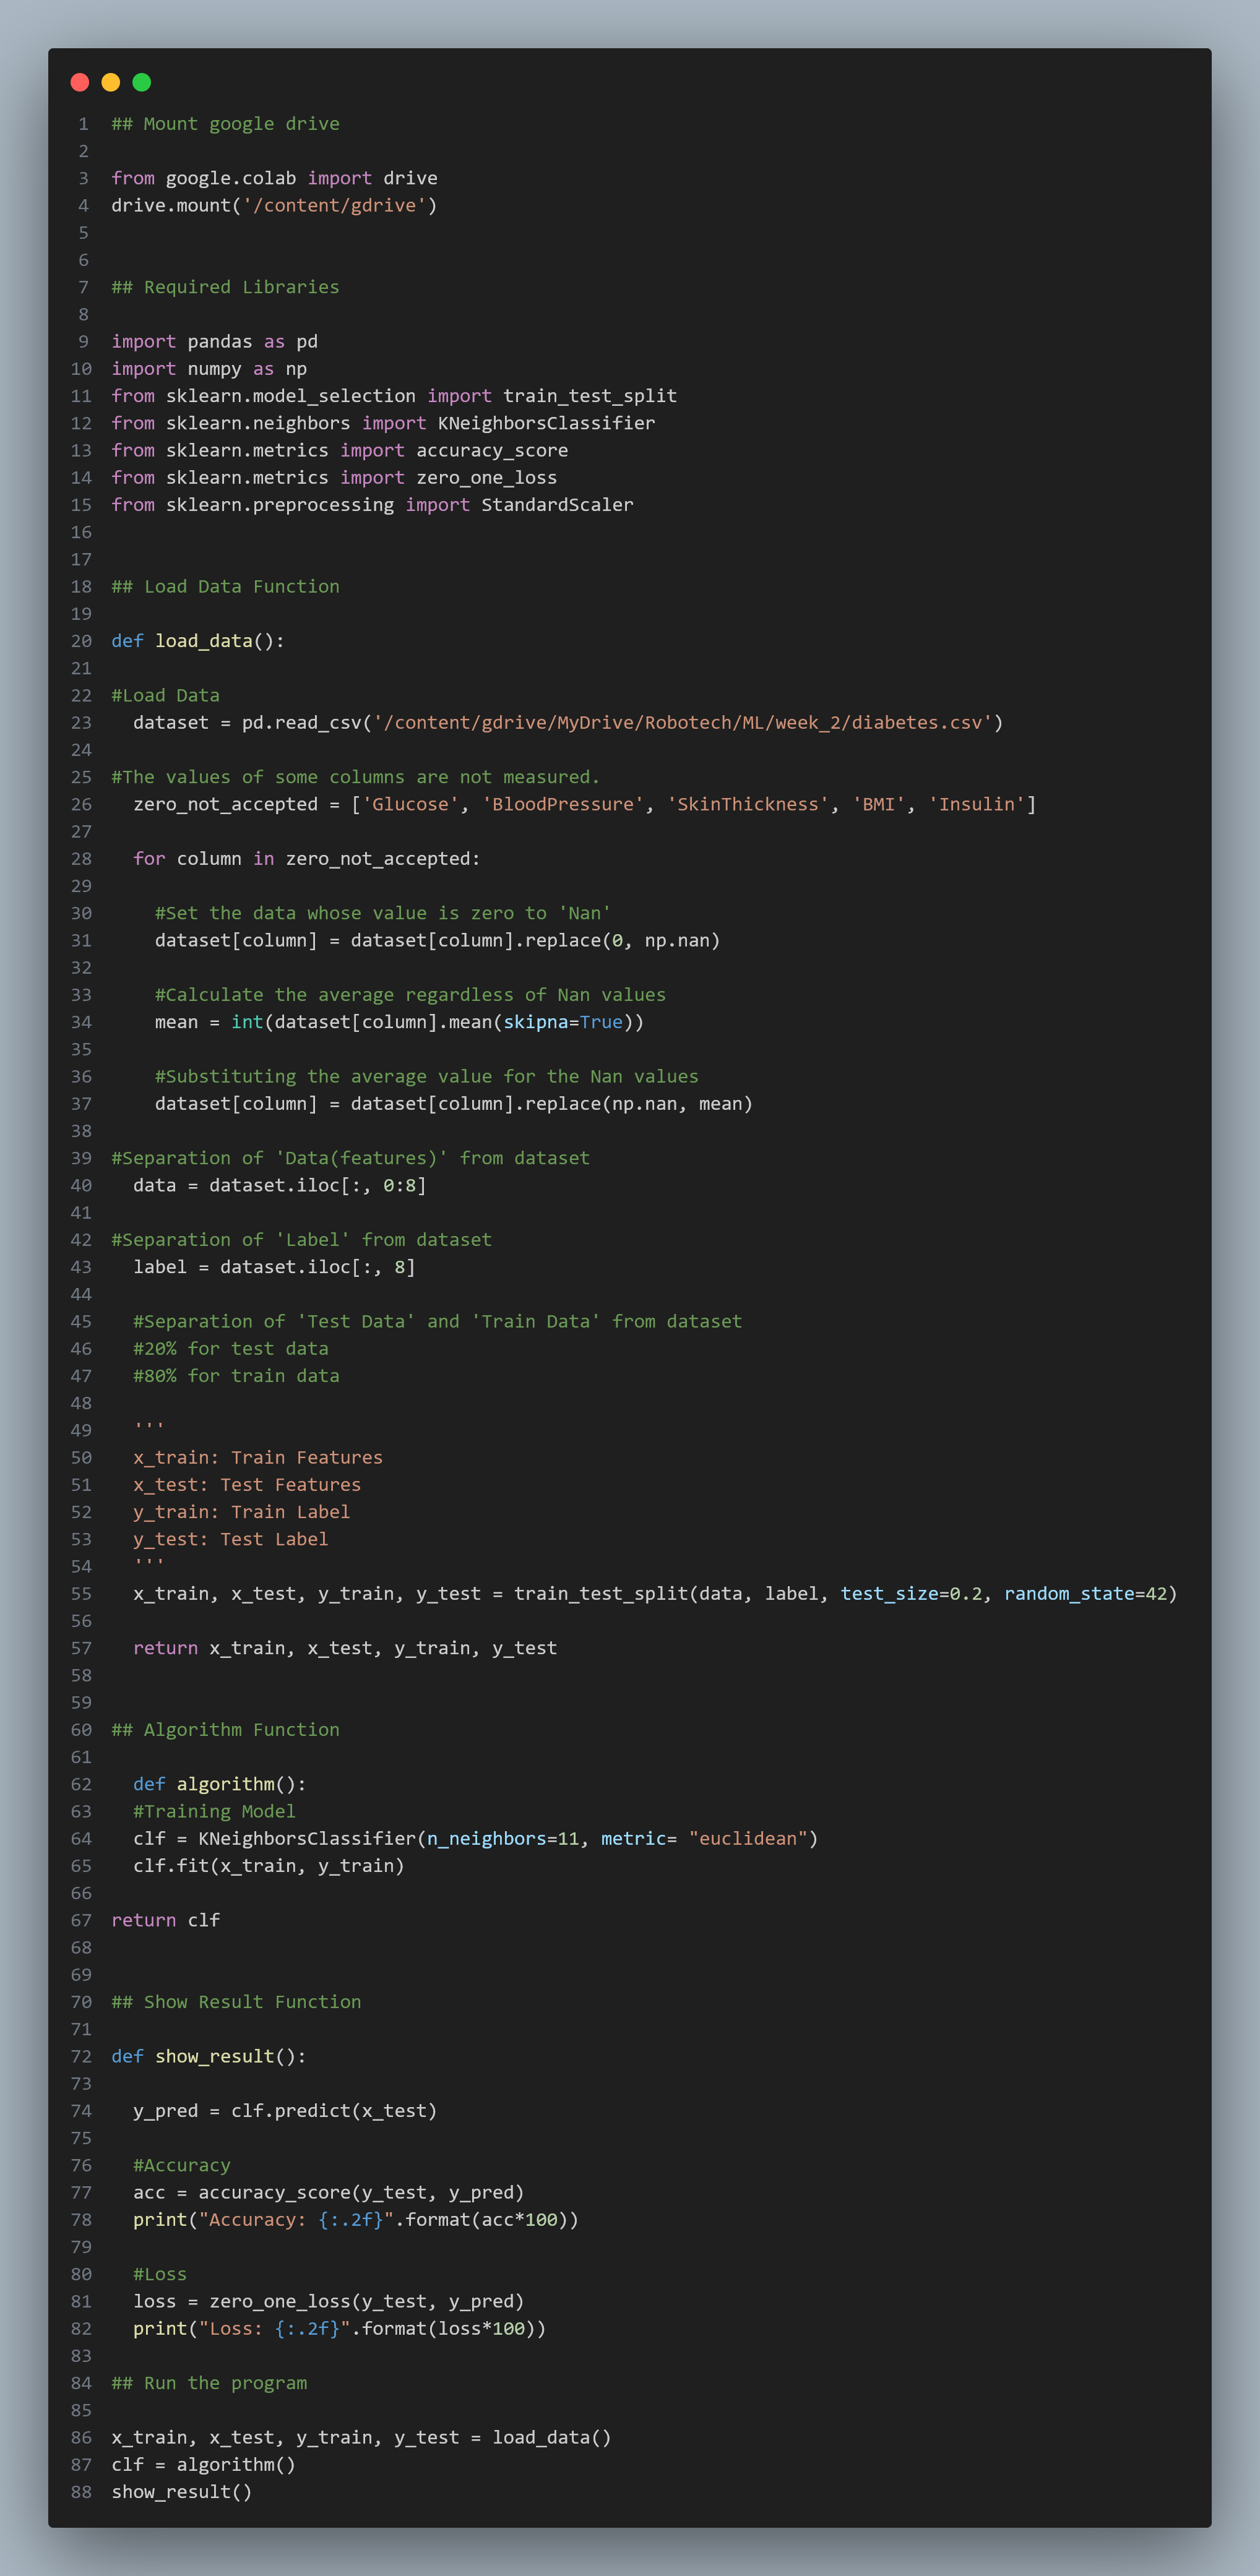 1 ## Mount google drive
2
3 from google.colab import drive
4 drive.mount('/content/gdrive')
5
6
7 ## Required Libraries
8
9 import pandas as pd
10 import numpy as np
11 from sklearn.model_selection import train_test_split
12 from sklearn.neighbors import KNeighborsClassifier
13 from sklearn.metrics import accuracy_score
14 from sklearn.metrics import zero_one_loss
15 from sklearn.preprocessing import StandardScaler
16
17
18 ## Load Data Function
19
20 def load_data():
21
22 #Load Data
23   dataset = pd.read_csv('/content/gdrive/MyDrive/Robotech/ML/week_2/diabetes.csv')
24
25 #The values of some columns are not measured.
26   zero_not_accepted = ['Glucose', 'BloodPressure', 'SkinThickness', 'BMI', 'Insulin']
27
28   for column in zero_not_accepted:
29
30     #Set the data whose value is zero to 'Nan'
31     dataset[column] = dataset[column].replace(0, np.nan)
32
33     #Calculate the average regardless of Nan values
34     mean = int(dataset[column].mean(skipna=True))
35
36     #Substituting the average value for the Nan values
37     dataset[column] = dataset[column].replace(np.nan, mean)
38
39 #Separation of 'Data(features)' from dataset
40   data = dataset.iloc[:, 0:8]
41
42 #Separation of 'Label' from dataset
43   label = dataset.iloc[:, 8]
44
45   #Separation of 'Test Data' and 'Train Data' from dataset
46   #20% for test data
47   #80% for train data
48
49   '''
50   x_train: Train Features
51   x_test: Test Features
52   y_train: Train Label
53   y_test: Test Label
54   '''
55   x_train, x_test, y_train, y_test = train_test_split(data, label, test_size=0.2, random_state=42)
56
57   return x_train, x_test, y_train, y_test
58
59
60 ## Algorithm Function
61
62   def algorithm():
63   #Training Model
64   clf = KNeighborsClassifier(n_neighbors=11, metric= "euclidean")
65   clf.fit(x_train, y_train)
66
67 return clf
68
69
70 ## Show Result Function
71
72 def show_result():
73
74   y_pred = clf.predict(x_test)
75
76   #Accuracy
77   acc = accuracy_score(y_test, y_pred)
78   print("Accuracy: {:.2f}".format(acc*100))
79
80   #Loss
81   loss = zero_one_loss(y_test, y_pred)
82   print("Loss: {:.2f}".format(loss*100))
83
84 ## Run the program
85
86 x_train, x_test, y_train, y_test = load_data()
87 clf = algorithm()
88 show_result()